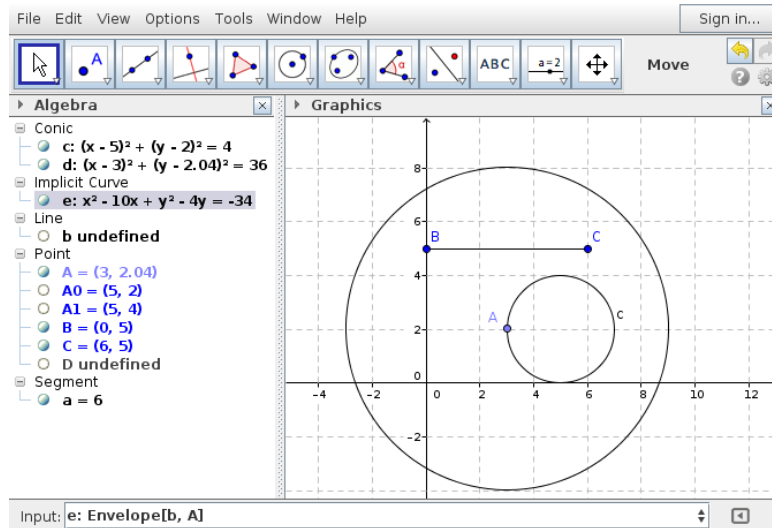 File Edit View Options Tools Window Help Sign in...
A α ABC a=2 Move ?
Algebra Graphics
Conic
c: (x - 5)² + (y - 2)² = 4
d: (x - 3)² + (y - 2.04)² = 36
Implicit Curve
e: x² - 10x + y² - 4y = -34
Line
b undefined
Point
A = (3, 2.04)
A0 = (5, 2)
A1 = (5, 4)
B = (0, 5)
C = (6, 5)
D undefined
Segment
a = 6
8
6
B C
4
A c
2
0
-4 -2 0 2 4 6 8 10 12
-2
Input: e: Envelope[b, A]